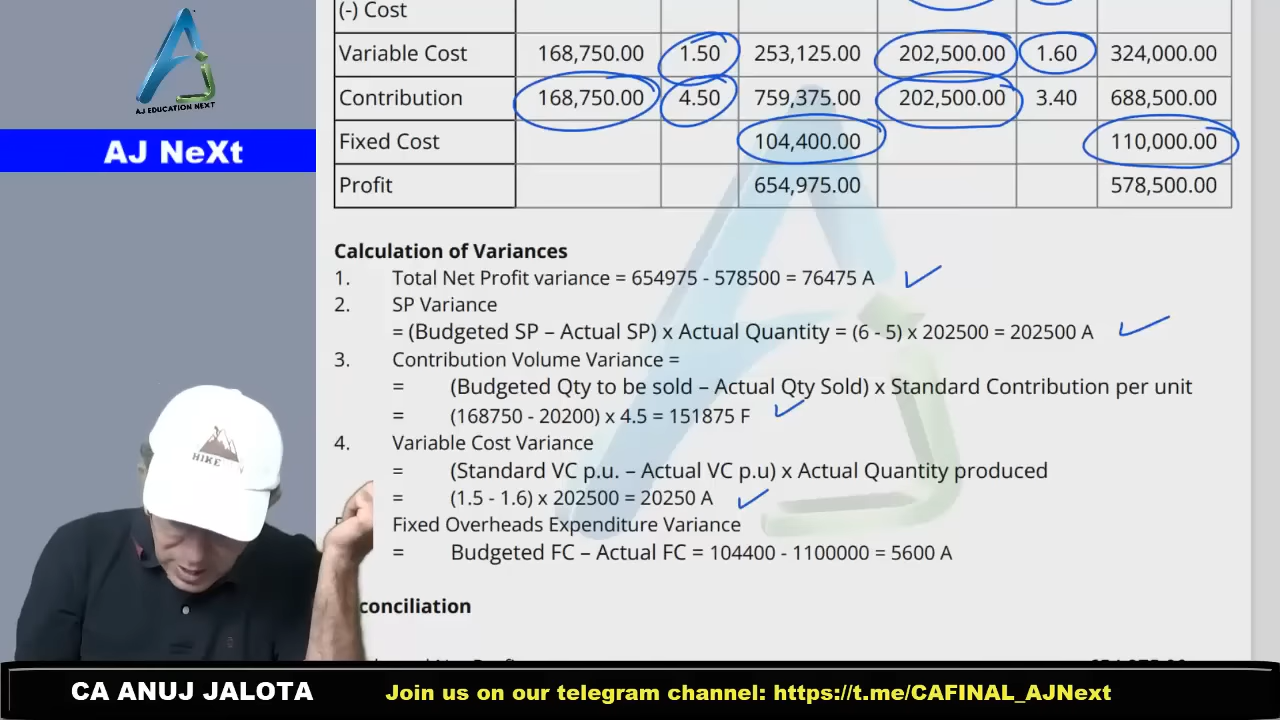 (-) Cost
Variable Cost 168,750.00 1.50 253,125.00 202,500.00 1.60 324,000.00
Contribution 168,750.00 4.50 759,375.00 202,500.00 3.40 688,500.00
Fixed Cost 104,400.00 110,000.00
Profit 654,975.00 578,500.00
AJ EDUCATION NEXT
AJ NeXt
Calculation of Variances
1. Total Net Profit variance = 654975 - 578500 = 76475 A
2. SP Variance
= (Budgeted SP – Actual SP) x Actual Quantity = (6 - 5) x 202500 = 202500 A
3. Contribution Volume Variance =
= (Budgeted Qty to be sold – Actual Qty Sold) x Standard Contribution per unit
= (168750 - 20200) x 4.5 = 151875 F
4. Variable Cost Variance
= (Standard VC p.u. – Actual VC p.u) x Actual Quantity produced
= (1.5 - 1.6) x 202500 = 20250 A
Fixed Overheads Expenditure Variance
= Budgeted FC – Actual FC = 104400 - 1100000 = 5600 A
conciliation
HIKE
CA ANUJ JALOTA Join us on our telegram channel: https://t.me/CAFINAL_AJNext